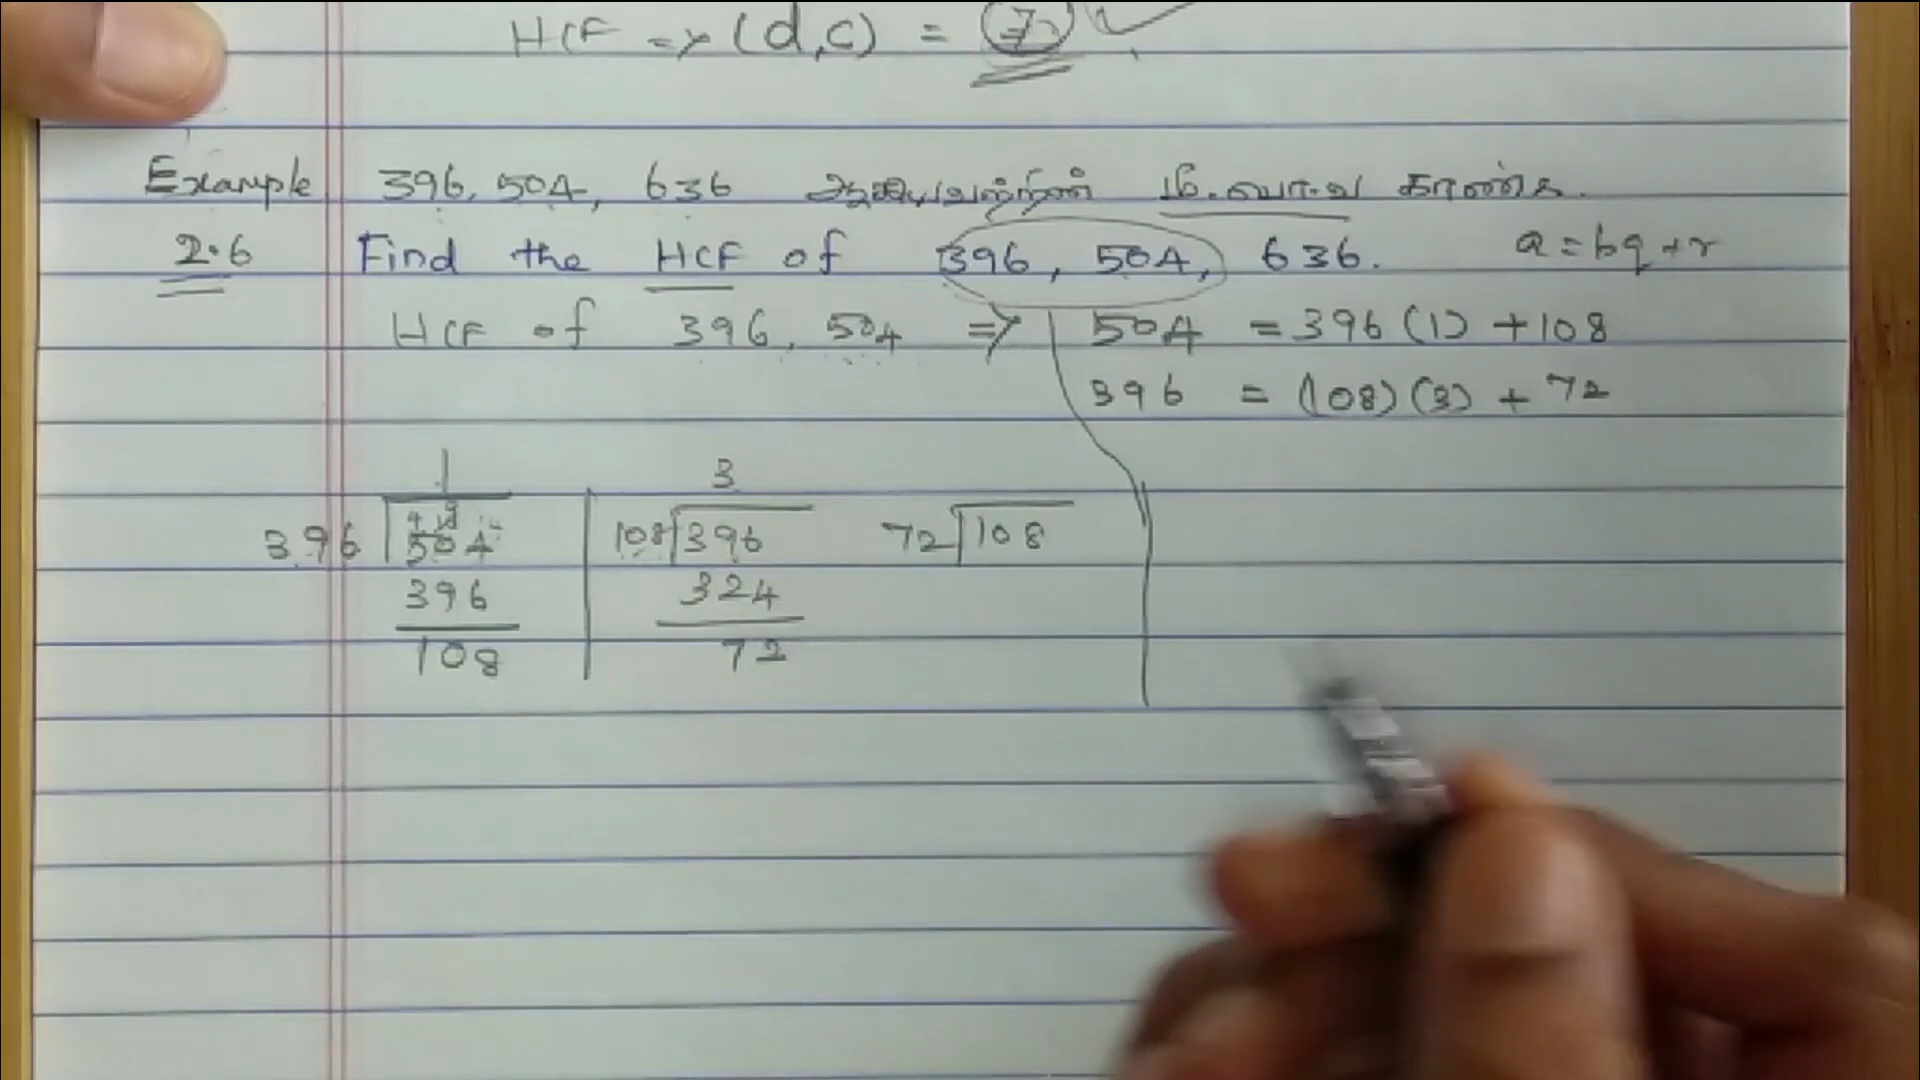 HCF => (d,c) = 
Example 396, 504, 636 ஆகியவற்றின் மீ.பொ.வ காண்க.
2.6 Find the HCF of 396, 504, 636. a = bq + r
HCF of 396, 504 => 504 = 396 (1) + 108
396 = (108) (3) + 72
1 3
396 504 108 396 72 108
396 324
108 72